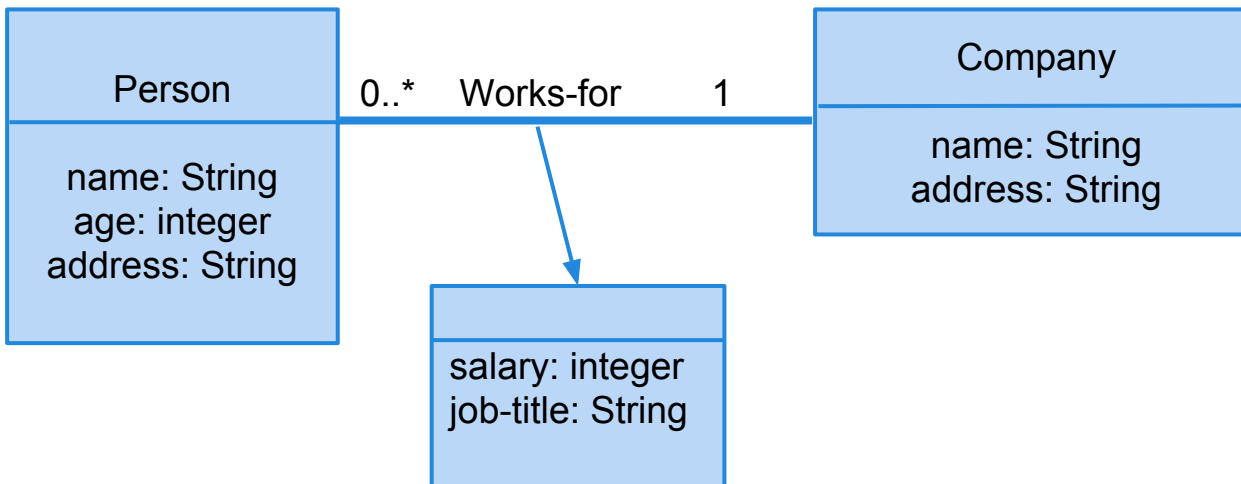 Person
name: String
age: integer
address: String
0..* Works-for 1
Company
name: String
address: String
salary: integer
job-title: String